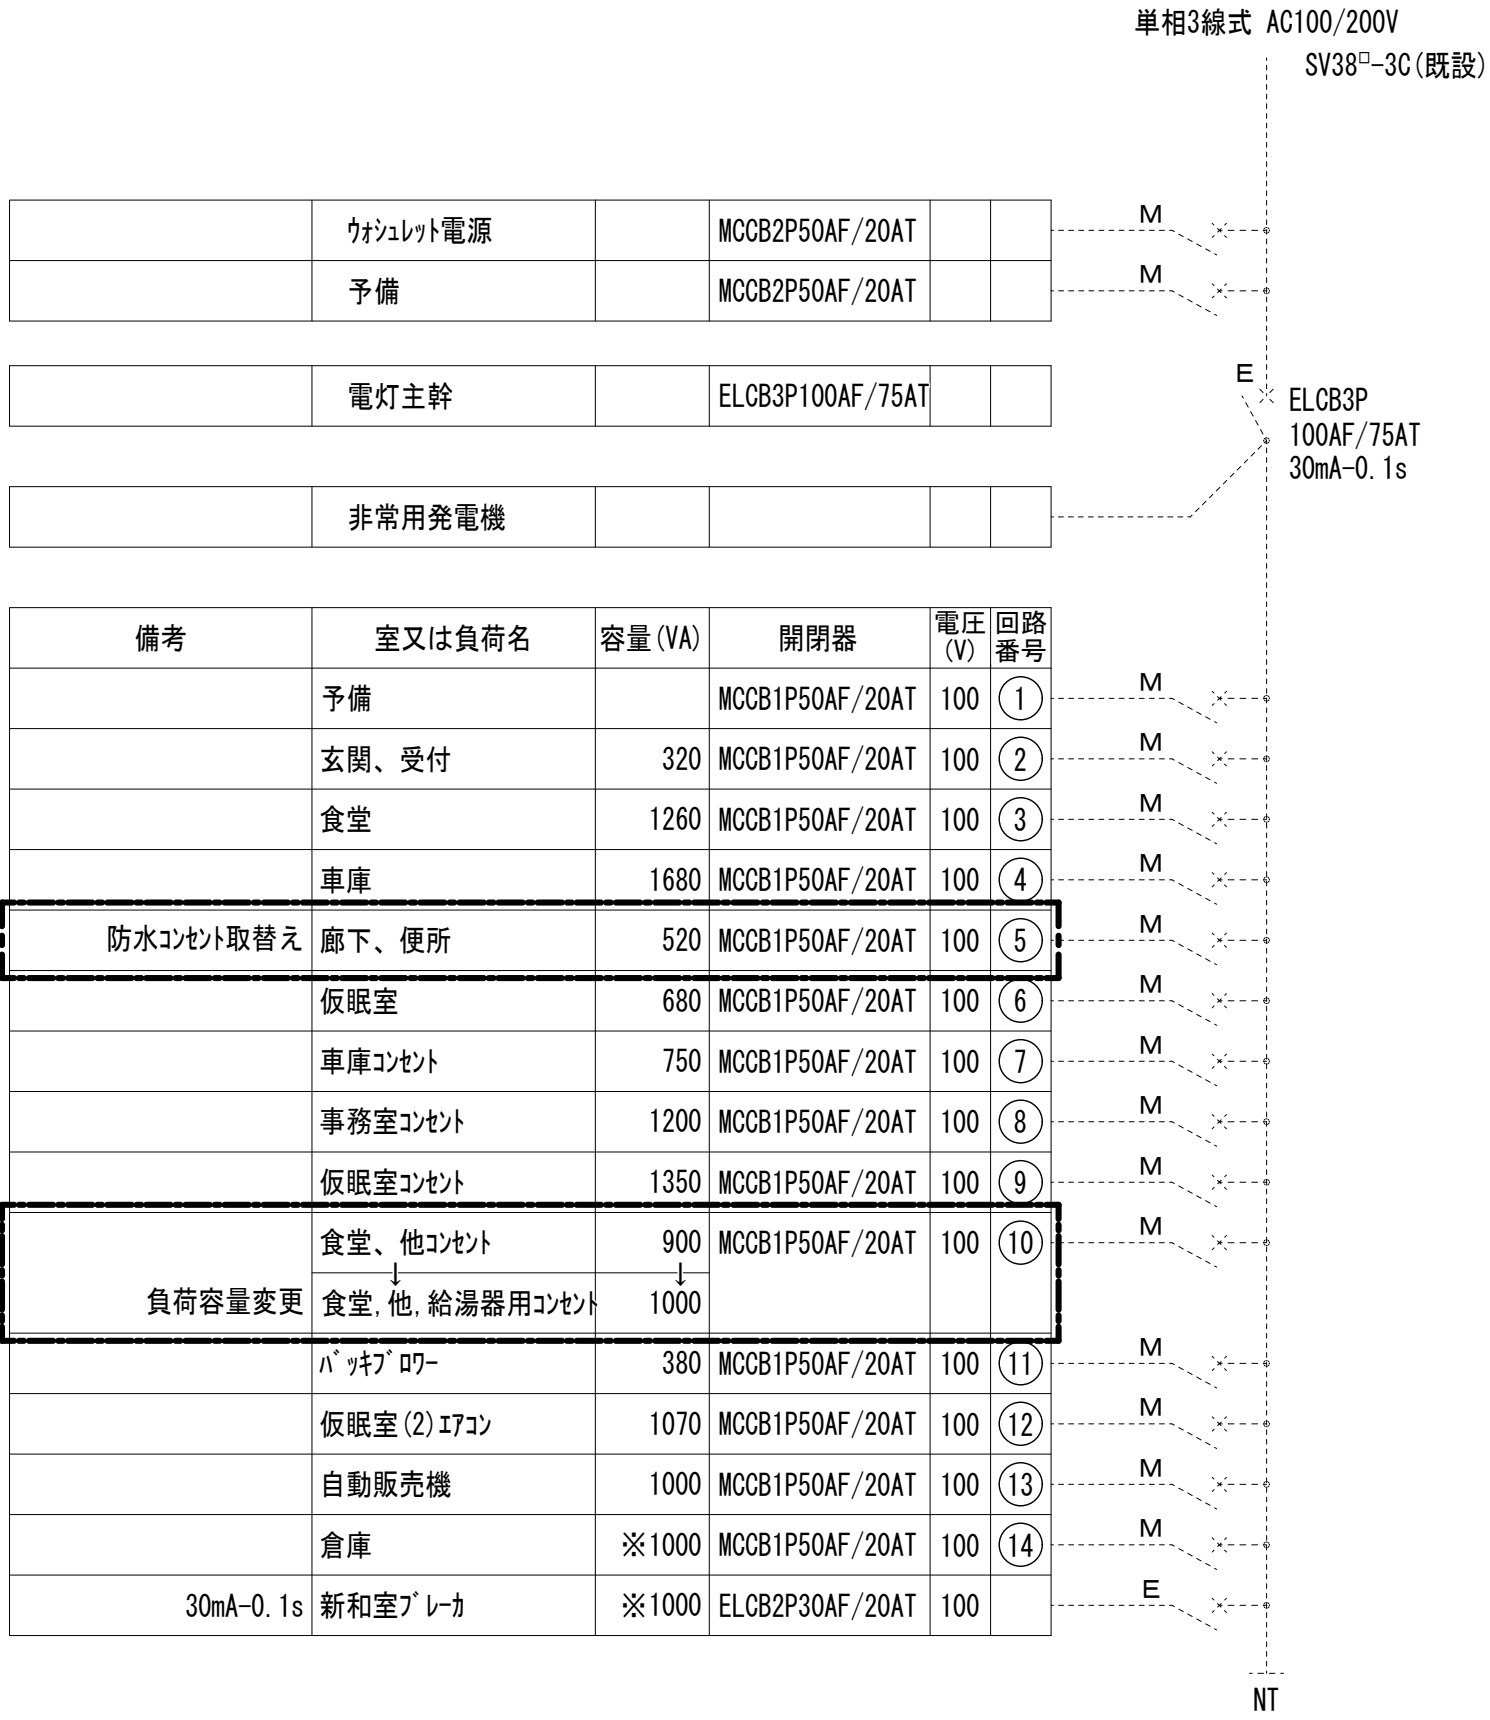 単相3線式 AC100/200V
SV38□-3C(既設)
ウォシュレット電源 MCCB2P50AF/20AT M
予備 MCCB2P50AF/20AT M
電灯主幹 ELCB3P100AF/75AT
E
ELCB3P
100AF/75AT
30mA-0.1s
非常用発電機
備考 室又は負荷名 容量(VA) 開閉器 電圧(V) 回路番号
予備 MCCB1P50AF/20AT 100 1 M
玄関、受付 320 MCCB1P50AF/20AT 100 2 M
食堂 1260 MCCB1P50AF/20AT 100 3 M
車庫 1680 MCCB1P50AF/20AT 100 4 M
防水コンセント取替え 廊下、便所 520 MCCB1P50AF/20AT 100 5 M
仮眠室 680 MCCB1P50AF/20AT 100 6 M
車庫コンセント 750 MCCB1P50AF/20AT 100 7 M
事務室コンセント 1200 MCCB1P50AF/20AT 100 8 M
仮眠室コンセント 1350 MCCB1P50AF/20AT 100 9 M
食堂、他コンセント 900 MCCB1P50AF/20AT 100 10 M
↓ ↓
負荷容量変更 食堂,他,給湯器用コンセント 1000
バッキブロワー 380 MCCB1P50AF/20AT 100 11 M
仮眠室(2)エアコン 1070 MCCB1P50AF/20AT 100 12 M
自動販売機 1000 MCCB1P50AF/20AT 100 13 M
倉庫 ※1000 MCCB1P50AF/20AT 100 14 M
30mA-0.1s 新和室ブレーカ ※1000 ELCB2P30AF/20AT 100 E
NT